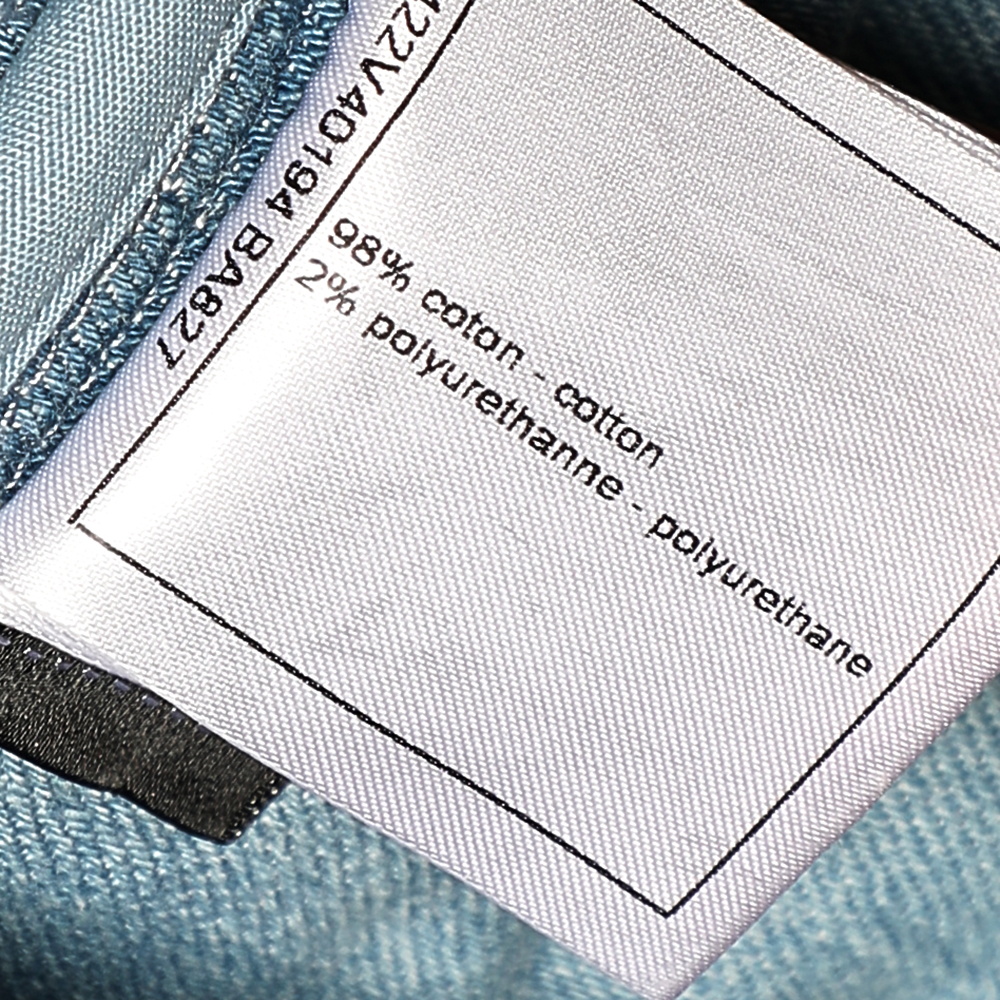 22V40194 BA827
98% coton - cotton
2% polyurethanne - polyurethane